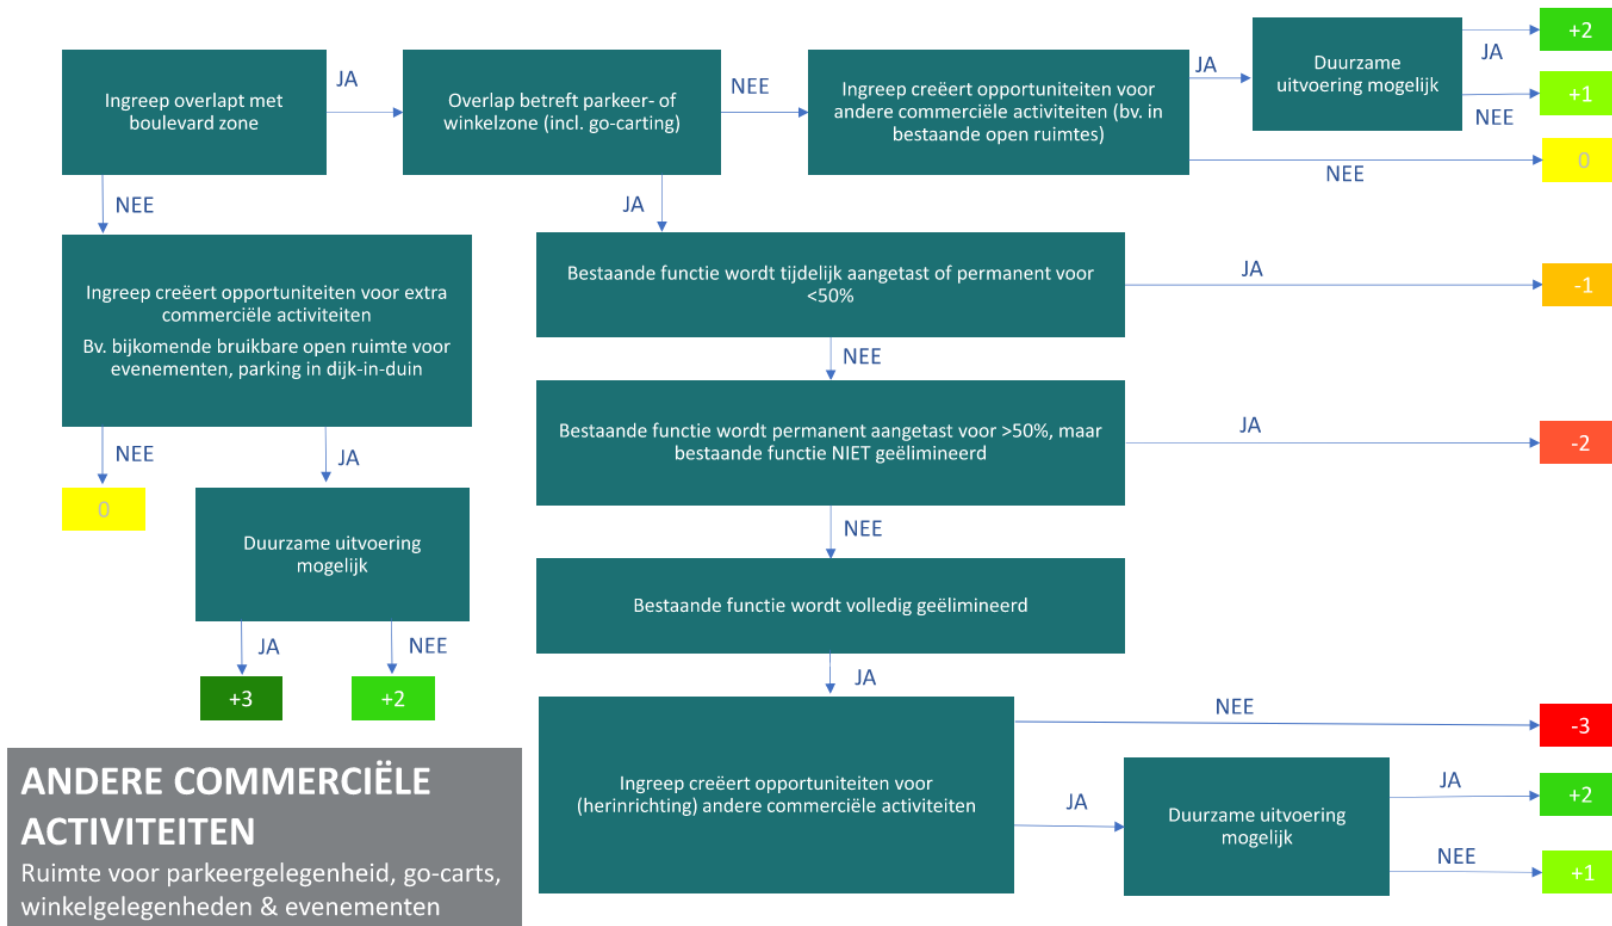 Ingreep overlapt met
boulevard zone
JA
Overlap betreft parkeer- of
winkelzone (incl. go-carting)
NEE
Ingreep creëert opportuniteiten voor
andere commerciële activiteiten (bv. in
bestaande open ruimtes)
JA
Duurzame
uitvoering mogelijk
JA
+2
NEE
+1
NEE
0
NEE
JA
Ingreep creëert opportuniteiten voor extra
commerciële activiteiten
Bv. bijkomende bruikbare open ruimte voor
evenementen, parking in dijk-in-duin
NEE
0
JA
Duurzame uitvoering
mogelijk
JA
+3
NEE
+2
Bestaande functie wordt tijdelijk aangetast of permanent voor
<50%
JA
-1
NEE
Bestaande functie wordt permanent aangetast voor >50%, maar
bestaande functie NIET geëlimineerd
JA
-2
NEE
Bestaande functie wordt volledig geëlimineerd
JA
Ingreep creëert opportuniteiten voor
(herinrichting) andere commerciële activiteiten
NEE
-3
JA
Duurzame uitvoering
mogelijk
JA
+2
NEE
+1
ANDERE COMMERCIËLE
ACTIVITEITEN
Ruimte voor parkeergelegenheid, go-carts,
winkelgelegenheden & evenementen